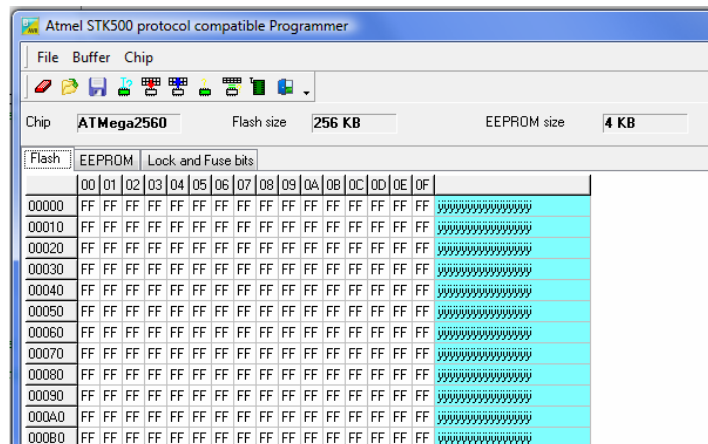 Atmel STK500 protocol compatible Programmer
File Buffer Chip
Chip ATMega2560 Flash size 256 KB EEPROM size 4 KB
Flash EEPROM Lock and Fuse bits
00 01 02 03 04 05 06 07 08 09 0A 0B 0C 0D 0E 0F
00000 FF FF FF FF FF FF FF FF FF FF FF FF FF FF FF FF ÿÿÿÿÿÿÿÿÿÿÿÿÿÿÿÿ
00010 FF FF FF FF FF FF FF FF FF FF FF FF FF FF FF FF ÿÿÿÿÿÿÿÿÿÿÿÿÿÿÿÿ
00020 FF FF FF FF FF FF FF FF FF FF FF FF FF FF FF FF ÿÿÿÿÿÿÿÿÿÿÿÿÿÿÿÿ
00030 FF FF FF FF FF FF FF FF FF FF FF FF FF FF FF FF ÿÿÿÿÿÿÿÿÿÿÿÿÿÿÿÿ
00040 FF FF FF FF FF FF FF FF FF FF FF FF FF FF FF FF ÿÿÿÿÿÿÿÿÿÿÿÿÿÿÿÿ
00050 FF FF FF FF FF FF FF FF FF FF FF FF FF FF FF FF ÿÿÿÿÿÿÿÿÿÿÿÿÿÿÿÿ
00060 FF FF FF FF FF FF FF FF FF FF FF FF FF FF FF FF ÿÿÿÿÿÿÿÿÿÿÿÿÿÿÿÿ
00070 FF FF FF FF FF FF FF FF FF FF FF FF FF FF FF FF ÿÿÿÿÿÿÿÿÿÿÿÿÿÿÿÿ
00080 FF FF FF FF FF FF FF FF FF FF FF FF FF FF FF FF ÿÿÿÿÿÿÿÿÿÿÿÿÿÿÿÿ
00090 FF FF FF FF FF FF FF FF FF FF FF FF FF FF FF FF ÿÿÿÿÿÿÿÿÿÿÿÿÿÿÿÿ
000A0 FF FF FF FF FF FF FF FF FF FF FF FF FF FF FF FF ÿÿÿÿÿÿÿÿÿÿÿÿÿÿÿÿ
000B0 FF FF FF FF FF FF FF FF FF FF FF FF FF FF FF FF ÿÿÿÿÿÿÿÿÿÿÿÿÿÿÿÿ